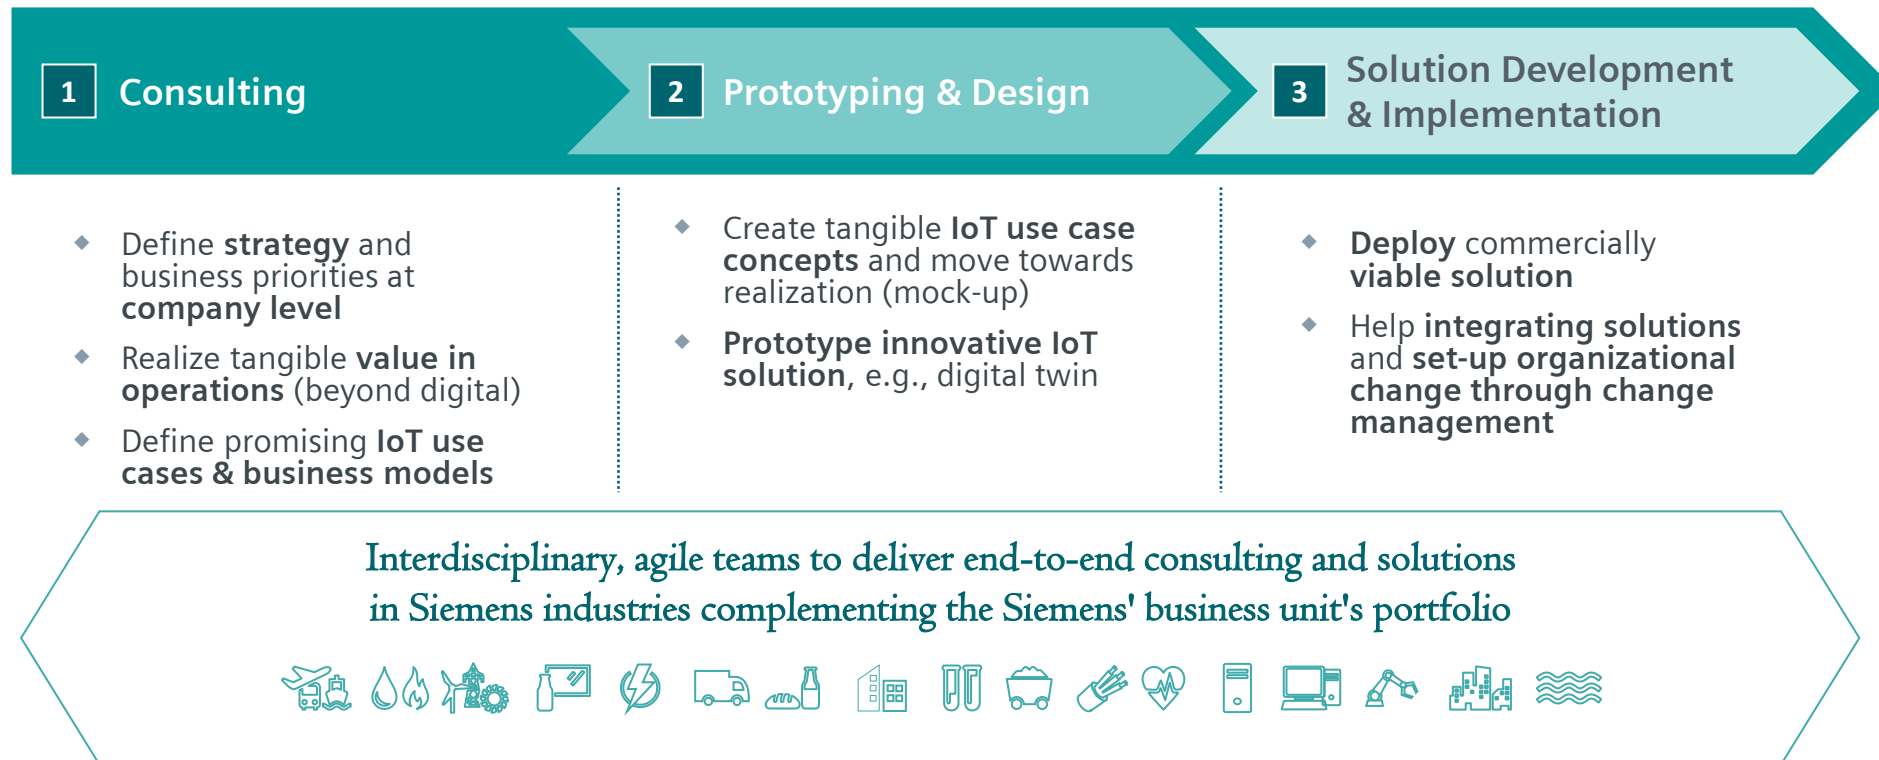 1 Consulting
2 Prototyping & Design
3 Solution Development
& Implementation
Define strategy and
business priorities at
company level
Realize tangible value in
operations (beyond digital)
Define promising IoT use
cases & business models
Create tangible IoT use case
concepts and move towards
realization (mock-up)
Prototype innovative IoT
solution, e.g., digital twin
Deploy commercially
viable solution
Help integrating solutions
and set-up organizational
change through change
management
Interdisciplinary, agile teams to deliver end-to-end consulting and solutions
in Siemens industries complementing the Siemens' business unit's portfolio